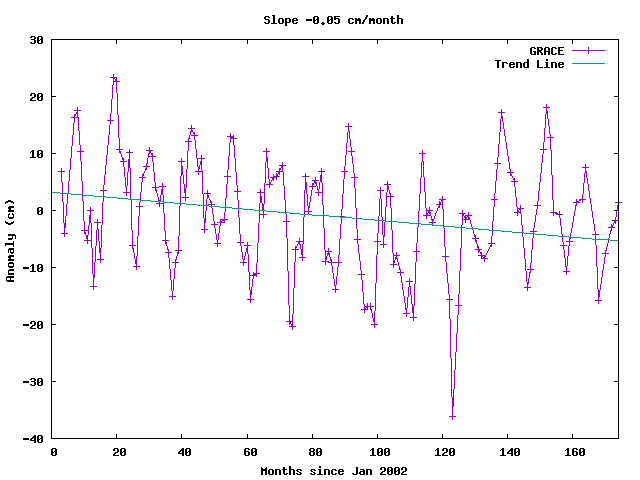 Slope -0.05 cm/month
30
20
10
0
-10
-20
-30
-40
Anomaly (cm)
GRACE
Trend Line
0 20 40 60 80 100 120 140 160
Months since Jan 2002